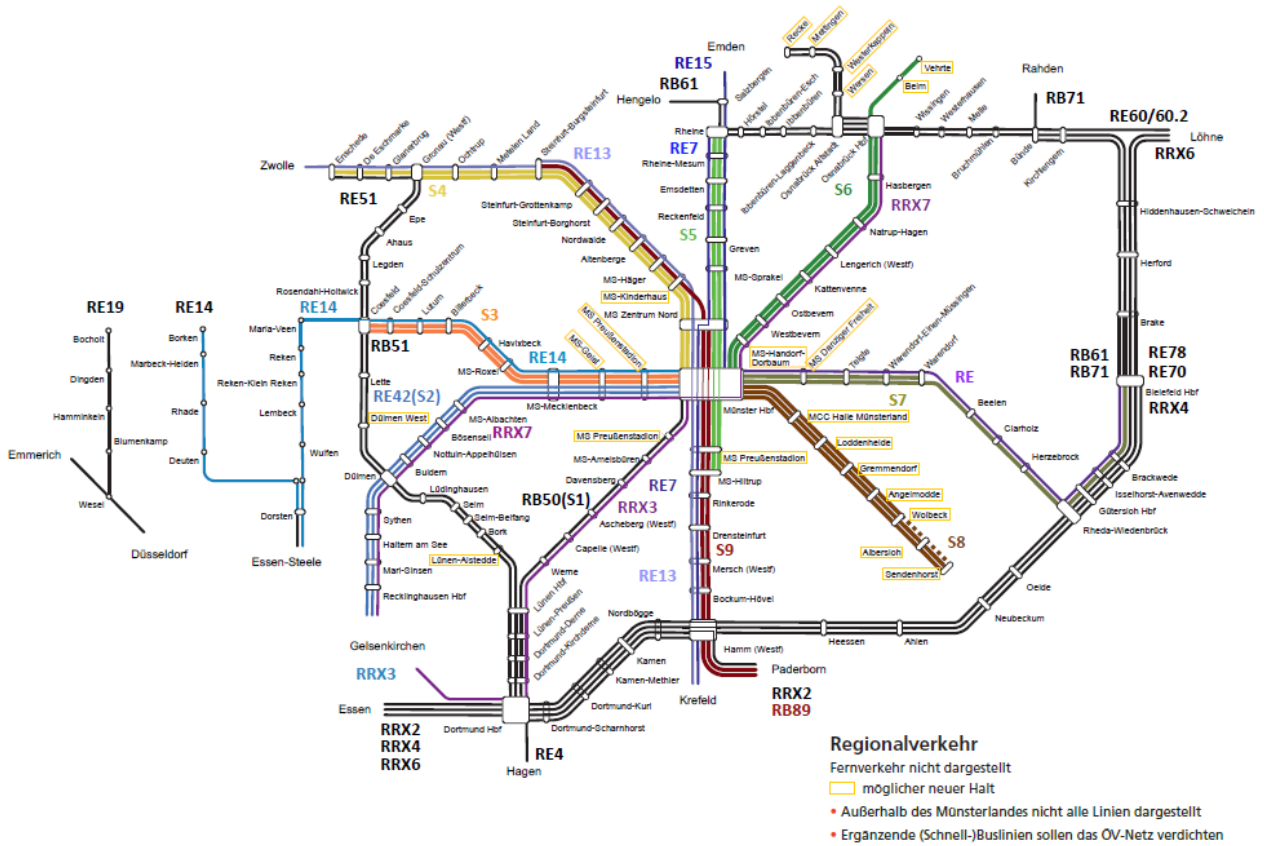 Emden
RE15
RB61
Hengelo
Salzbergen
Rheine
Hörstel
Ibbenbüren-Esch
Ibbenbüren
Ibbenbüren-Laggenbeck
Osnabrück Altstadt
Osnabrück Hbf
Recke
Mettingen
Westerkappeln
Wersen
Vehrte
Belm
Wissingen
Westerhausen
Melle
Bruchmühlen
Bünde
Kirchlengern
Rahden
RB71
RE60/60.2
Löhne
RRX6
Zwolle
Enschede
De Eschmarke
Glanerbrug
Gronau (Westf)
Ochtrup
Metelen Land
Steinfurt-Burgsteinfurt
RE13
RE51
S4
Steinfurt-Grottenkamp
Steinfurt-Borghorst
Nordwalde
Altenberge
MS-Häger
MS-Kinderhaus
MS Zentrum Nord
RE7
Rheine-Mesum
Emsdetten
Reckenfeld
S5
Greven
MS-Sprakel
S6
Hasbergen
RRX7
Natrup-Hagen
Lengerich (Westf)
Kattenvenne
Ostbevern
Westbevern
MS-Handorf-
Dorbaum
MS Danziger Freiheit
Telgte
Warendorf-Einen-Müssingen
Warendorf
RE
S7
Beelen
Clarholz
Herzebrock
Hiddenhausen-Schweicheln
Herford
Brake
RB61
RB71
RE78
RE70
Bielefeld Hbf
RRX4
Brackwede
Isselhorst-Avenwedde
Gütersloh Hbf
Rheda-Wiedenbrück
Oelde
Neubeckum
Ahlen
Heessen
Hamm (Westf)
Epe
Ahaus
Legden
Rosendahl-Holtwick
Coesfeld
Coesfeld-Schulzentrum
Lutum
Billerbeck
S3
Havixbeck
MS-Roxel
RE14
MS-Geist
MS Preußenstadion
MS-Mecklenbeck
RB51
Lette
RE42(S2)
Dülmen West
MS-Albachten
RRX7
Bösensell
Nottuln-Appelhülsen
Buldern
Dülmen
Sythen
Haltern am See
Marl-Sinsen
Recklinghausen Hbf
Gelsenkirchen
Lüdinghausen
Selm
Selm-Beifang
Bork
Lünen-Alstedde
RE19
Bocholt
Dingden
Hamminkeln
Blumenkamp
Emmerich
Wesel
Düsseldorf
RE14
Borken
Marbeck-Heiden
Rhade
Deuten
RE14
Maria-Veen
Reken
Reken-Klein Reken
Lembeck
Wulfen
Dorsten
Essen-Steele
Münster Hbf
MS Preußenstadion
MS-Amelsbüren
Davensberg
RB50(S1)
RRX3
Ascheberg (Westf)
Capelle (Westf)
Werne
RE7
MS Preußenstadion
MS-Hiltrup
Rinkerode
Drensteinfurt
S9
Mersch (Westf)
RE13
Bockum-Hövel
MCC Halle Münsterland
Loddenheide
Gremmendorf
Angelmodde
Wolbeck
Albersloh
S8
Sendenhorst
Lünen Hbf
Lünen-Preußen
Dortmund-Derne
Dortmund-Kirchderne
Nordbögge
Kamen
Kamen-Methler
Dortmund-Kurl
Dortmund-Scharnhorst
Dortmund Hbf
RRX3
Essen
RRX2
RRX4
RRX6
RE4
Hagen
Krefeld
Paderborn
RRX2
RB89
Regionalverkehr
Fernverkehr nicht dargestellt
möglicher neuer Halt
• Außerhalb des Münsterlandes nicht alle Linien dargestellt
• Ergänzende (Schnell-)Buslinien sollen das ÖV-Netz verdichten